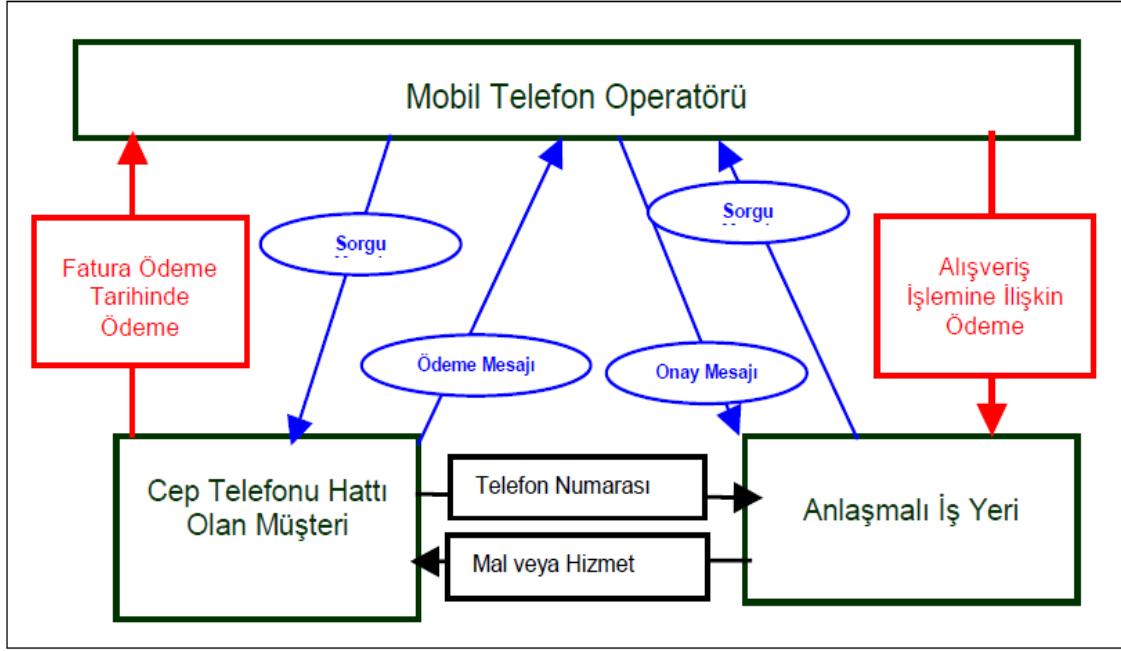 Mobil Telefon Operatörü
Sorgu
Sorgu
Fatura Ödeme
Tarihinde
Ödeme
Alışveriş
İşlemine İlişkin
Ödeme
Ödeme Mesajı
Onay Mesajı
Cep Telefonu Hattı
Olan Müşteri
Telefon Numarası
Mal veya Hizmet
Anlaşmalı İş Yeri